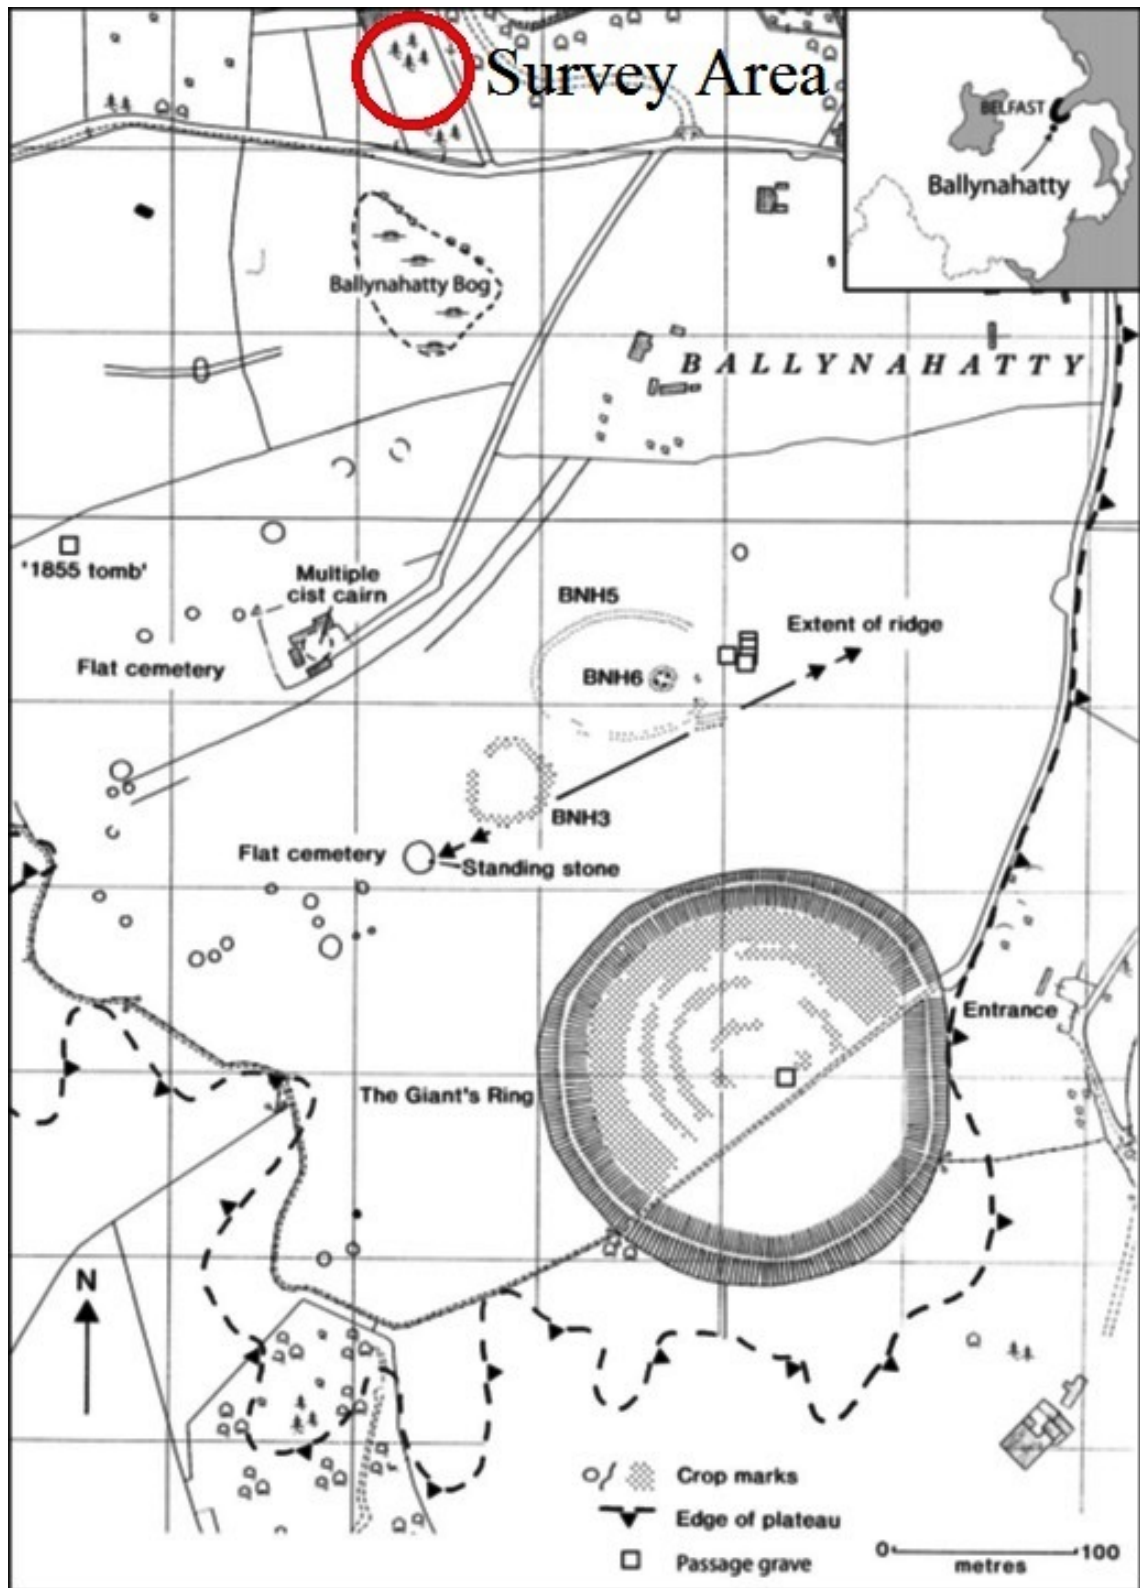 Survey Area
BELFAST
Ballynahatty
Ballynahatty Bog
BALLYNAHATTY
'1855 tomb'
Multiple
cist cairn
BNH5
Extent of ridge
Flat cemetery
BNH6
BNH3
Flat cemetery
Standing stone
Entrance
The Giant's Ring
N
Crop marks
Edge of plateau
Passage grave
0 100
metres